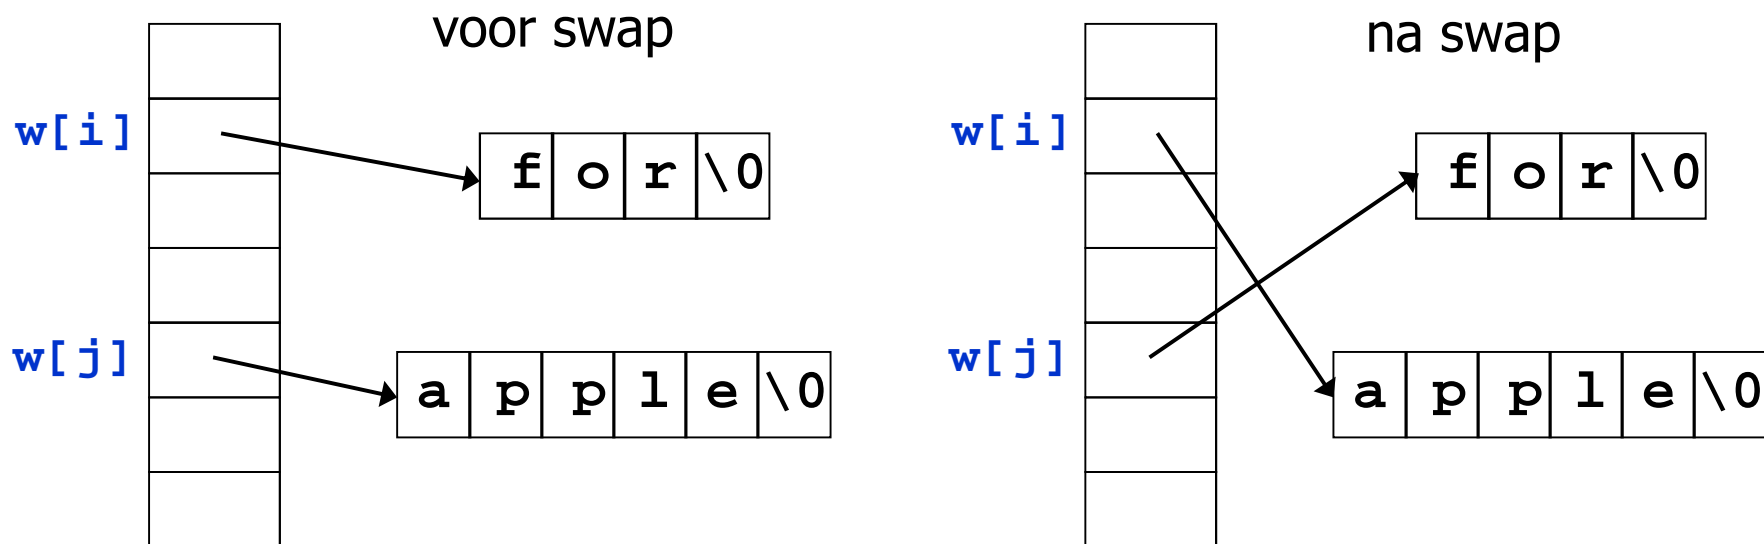 voor swap
w[i]
f o r \0
w[j]
a p p l e \0
na swap
w[i]
f o r \0
w[j]
a p p l e \0